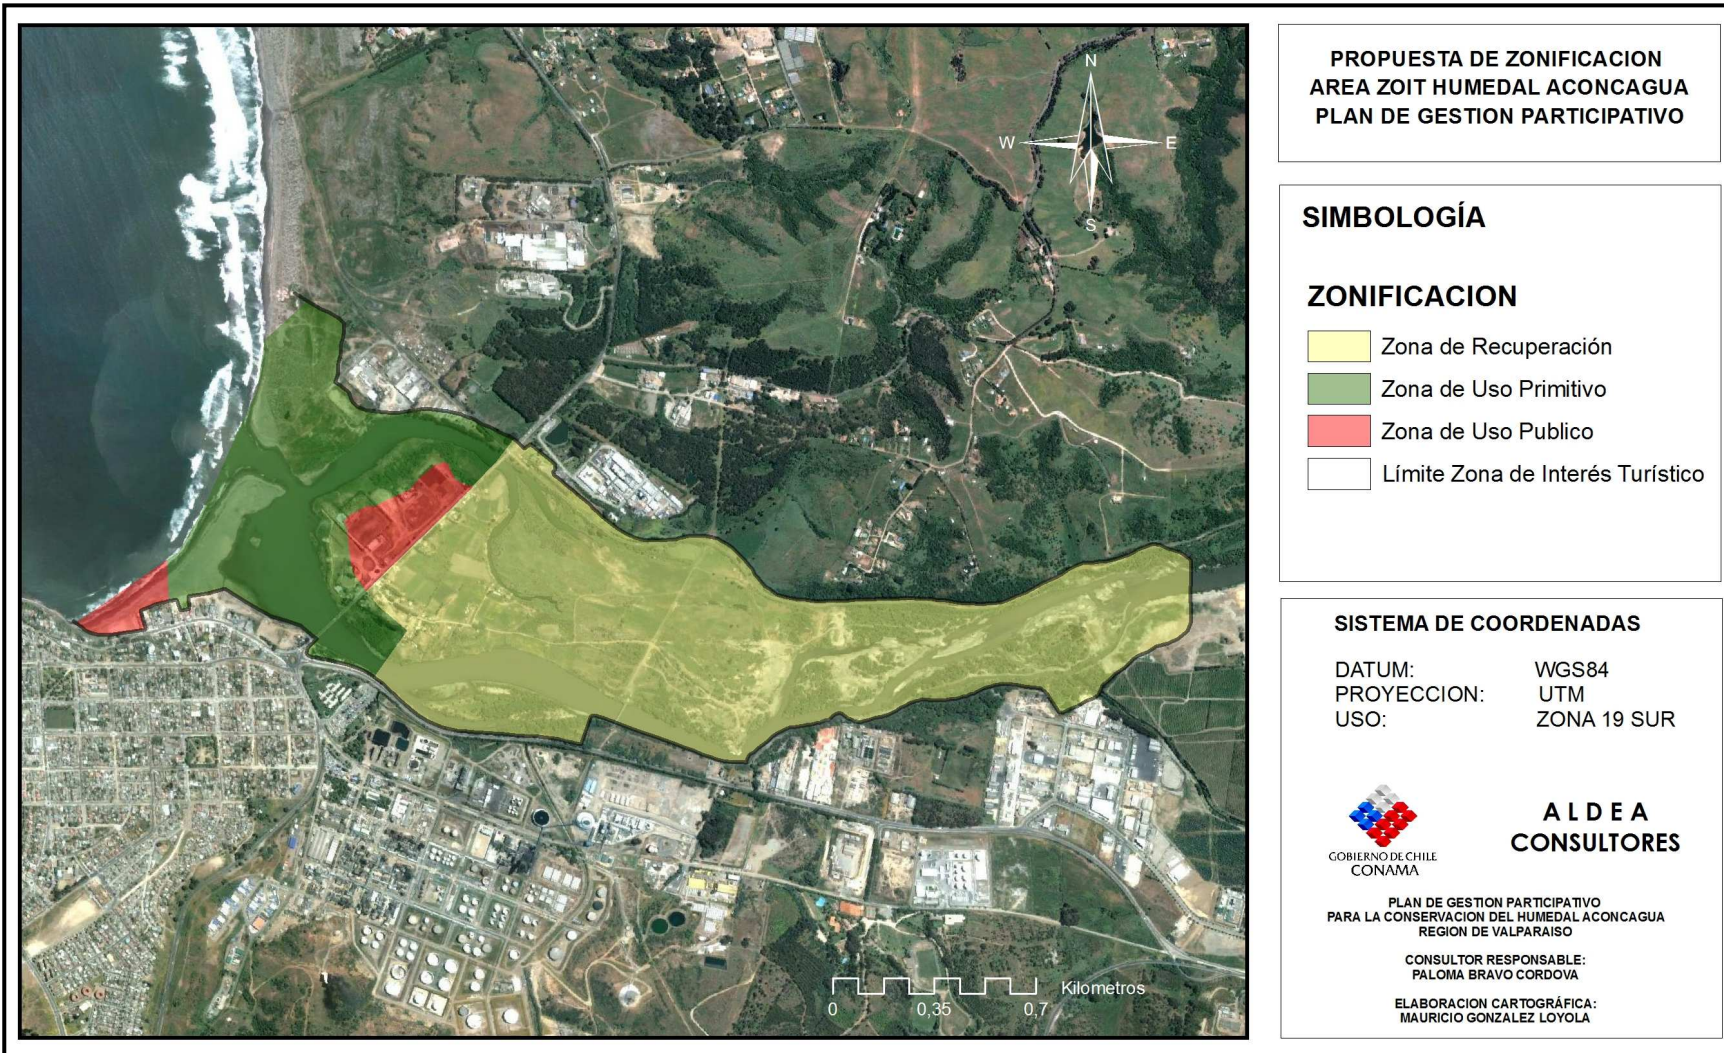 N
W
E
S
Kilometros
0
0,35
0,7
PROPUESTA DE ZONIFICACION
AREA ZOIT HUMEDAL ACONCAGUA
PLAN DE GESTION PARTICIPATIVO
SIMBOLOGÍA
ZONIFICACION
Zona de Recuperación
Zona de Uso Primitivo
Zona de Uso Publico
Límite Zona de Interés Turístico
SISTEMA DE COORDENADAS
DATUM: WGS84
PROYECCION: UTM
USO: ZONA 19 SUR
GOBIERNO DE CHILE
CONAMA
ALDEA
CONSULTORES
PLAN DE GESTION PARTICIPATIVO
PARA LA CONSERVACION DEL HUMEDAL ACONCAGUA
REGION DE VALPARAISO
CONSULTOR RESPONSABLE:
PALOMA BRAVO CORDOVA
ELABORACION CARTOGRÁFICA:
MAURICIO GONZALEZ LOYOLA